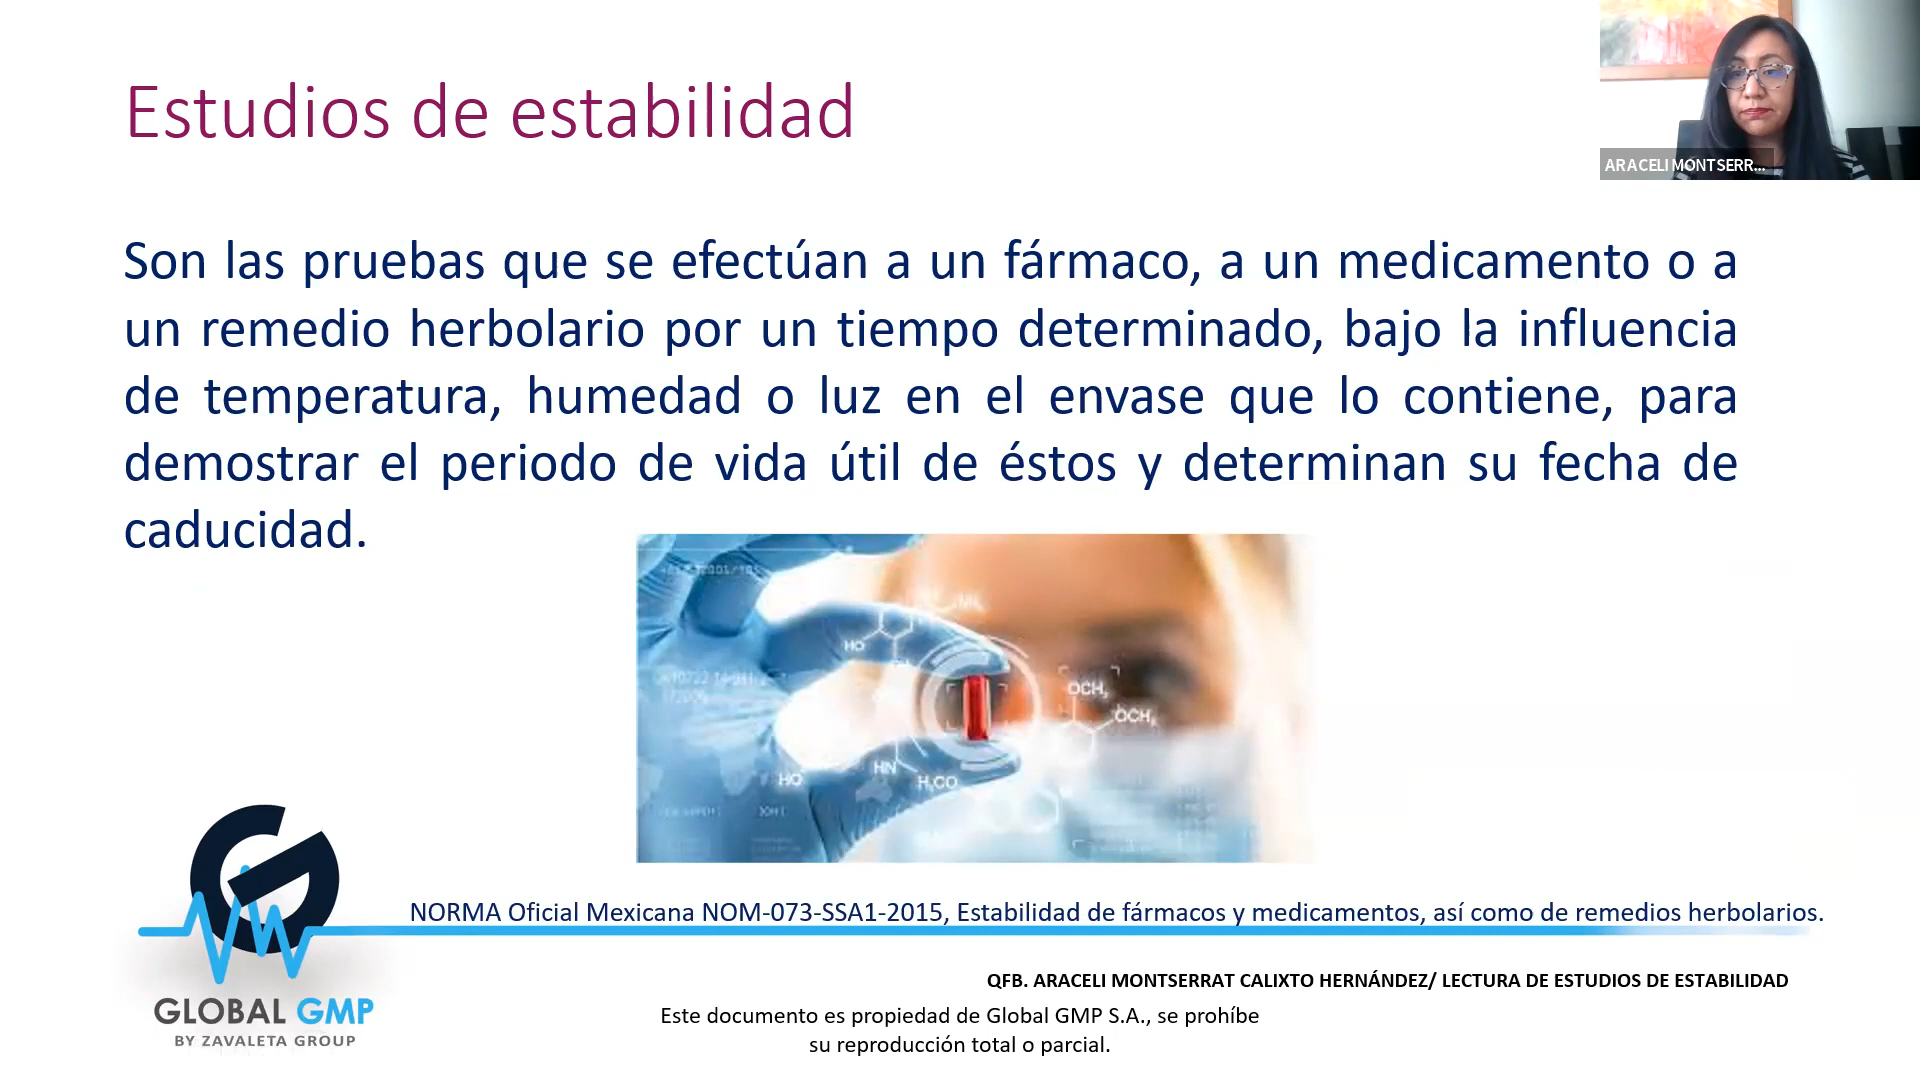 Estudios de estabilidad
ARACELI MONTSERR...
Son las pruebas que se efectúan a un fármaco, a un medicamento o a
un remedio herbolario por un tiempo determinado, bajo la influencia
de temperatura, humedad o luz en el envase que lo contiene, para
demostrar el periodo de vida útil de éstos y determinan su fecha de
caducidad.
HO
OCH₃
OCH₃
HN
HO
H₃CO
NORMA Oficial Mexicana NOM-073-SSA1-2015, Estabilidad de fármacos y medicamentos, así como de remedios herbolarios.
QFB. ARACELI MONTSERRAT CALIXTO HERNÁNDEZ/ LECTURA DE ESTUDIOS DE ESTABILIDAD
GLOBAL GMP
BY ZAVALETA GROUP
Este documento es propiedad de Global GMP S.A., se prohíbe
su reproducción total o parcial.